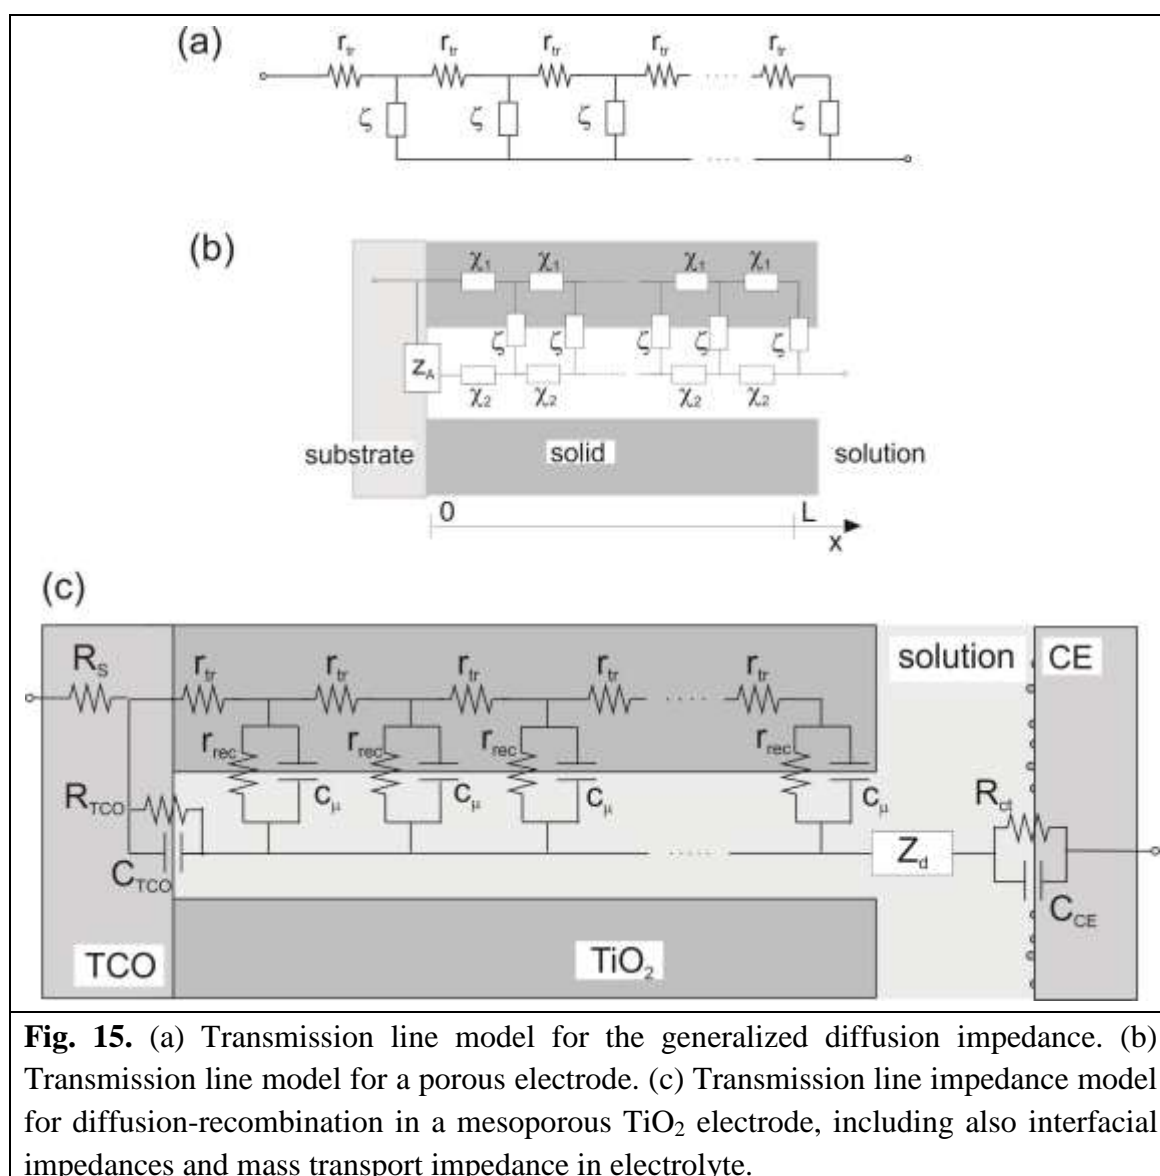 (a)
r_tr r_tr r_tr r_tr ..... r_tr
ζ ζ ζ ζ
.....
(b)
χ₁ χ₁ χ₁ χ₁
ζ ζ ζ ζ ζ
z_A
χ₂ χ₂ χ₂ χ₂
substrate solid solution
0 L
x
(c)
R_S r_tr r_tr r_tr r_tr ..... r_tr solution CE
r_rec r_rec r_rec r_rec
R_TCO c_μ c_μ c_μ c_μ R_ct
C_TCO ..... Z_d C_CE
TCO TiO₂
Fig. 15. (a) Transmission line model for the generalized diffusion impedance. (b)
Transmission line model for a porous electrode. (c) Transmission line impedance model
for diffusion-recombination in a mesoporous TiO₂ electrode, including also interfacial
impedances and mass transport impedance in electrolyte.